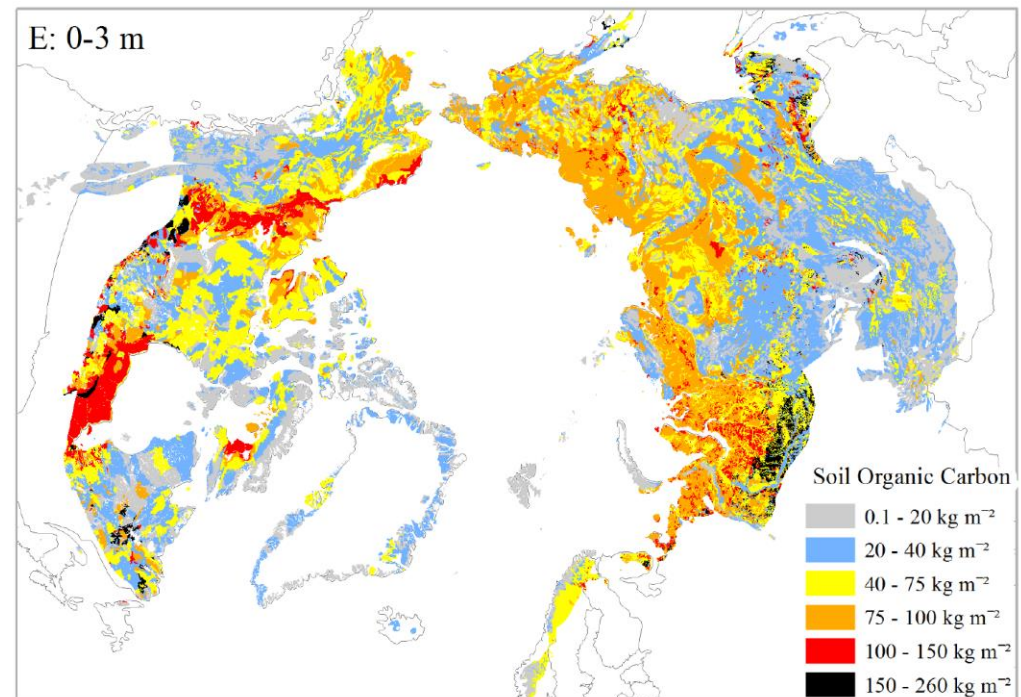 E: 0-3 m
Soil Organic Carbon
0.1 - 20 kg m⁻²
20 - 40 kg m⁻²
40 - 75 kg m⁻²
75 - 100 kg m⁻²
100 - 150 kg m⁻²
150 - 260 kg m⁻²